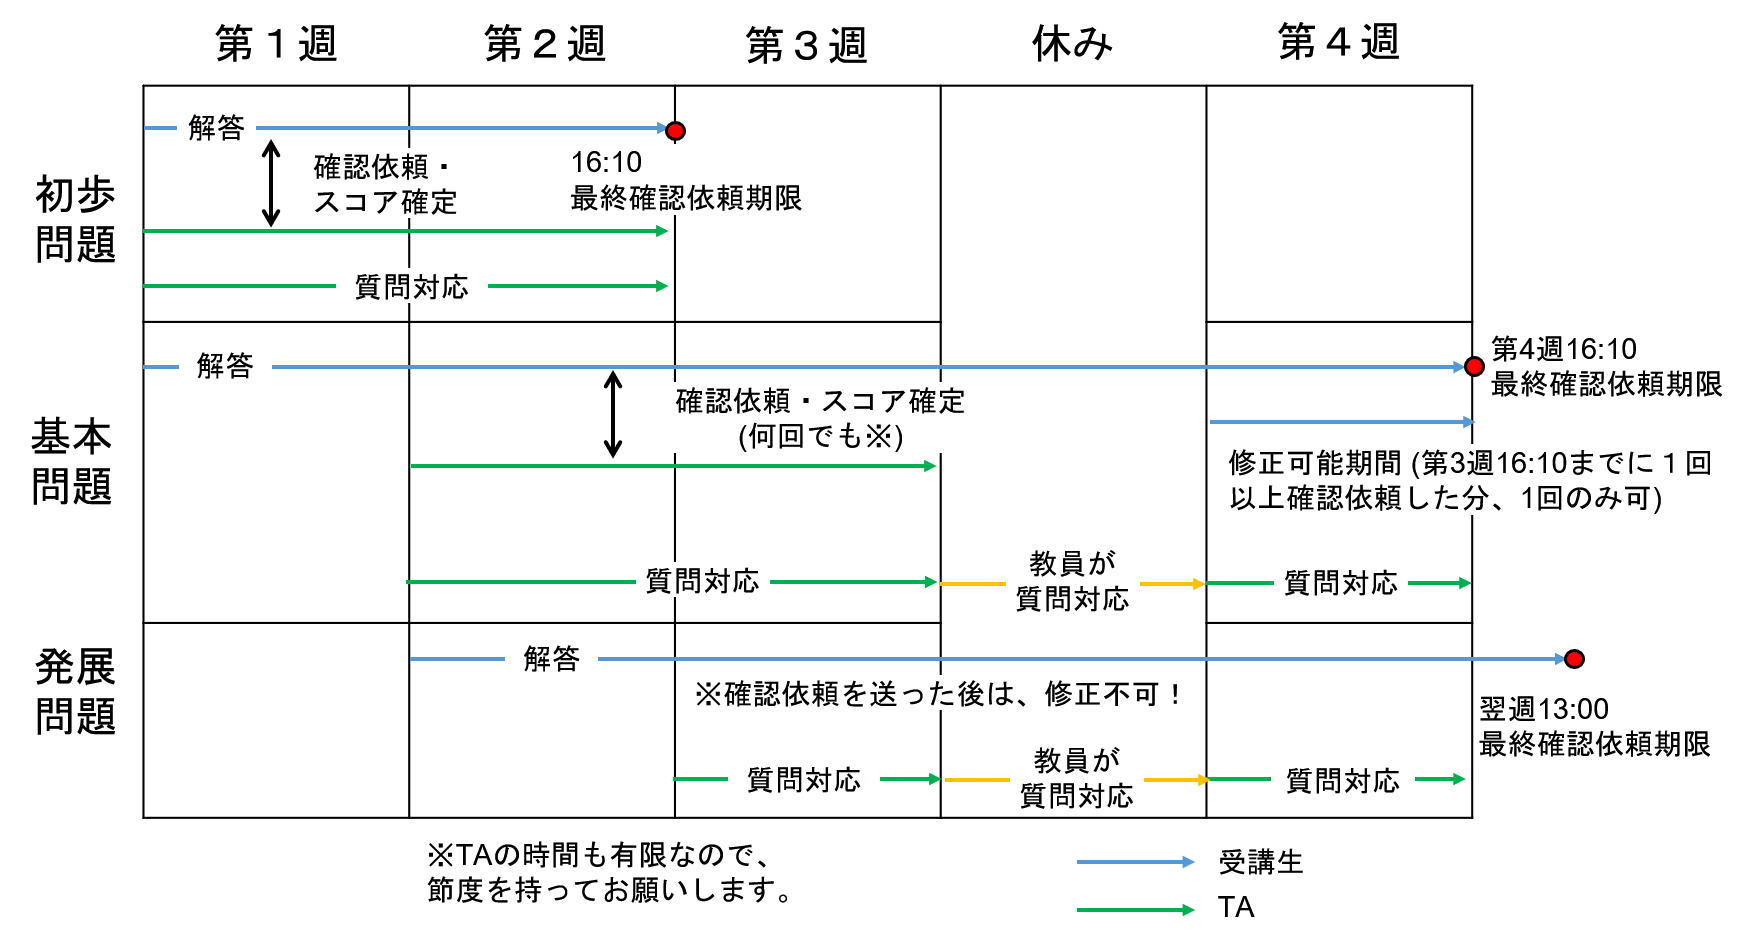 第１週
第２週
第３週
休み
第４週
初歩
問題
解答
確認依頼・
スコア確定
16:10
最終確認依頼期限
質問対応
基本
問題
解答
第4週16:10
最終確認依頼期限
確認依頼・スコア確定
(何回でも※)
修正可能期間 (第3週16:10までに１回
以上確認依頼した分、1回のみ可)
質問対応
教員が
質問対応
質問対応
発展
問題
解答
※確認依頼を送った後は、修正不可！
翌週13:00
最終確認依頼期限
質問対応
教員が
質問対応
質問対応
※TAの時間も有限なので、
節度を持ってお願いします。
受講生
TA